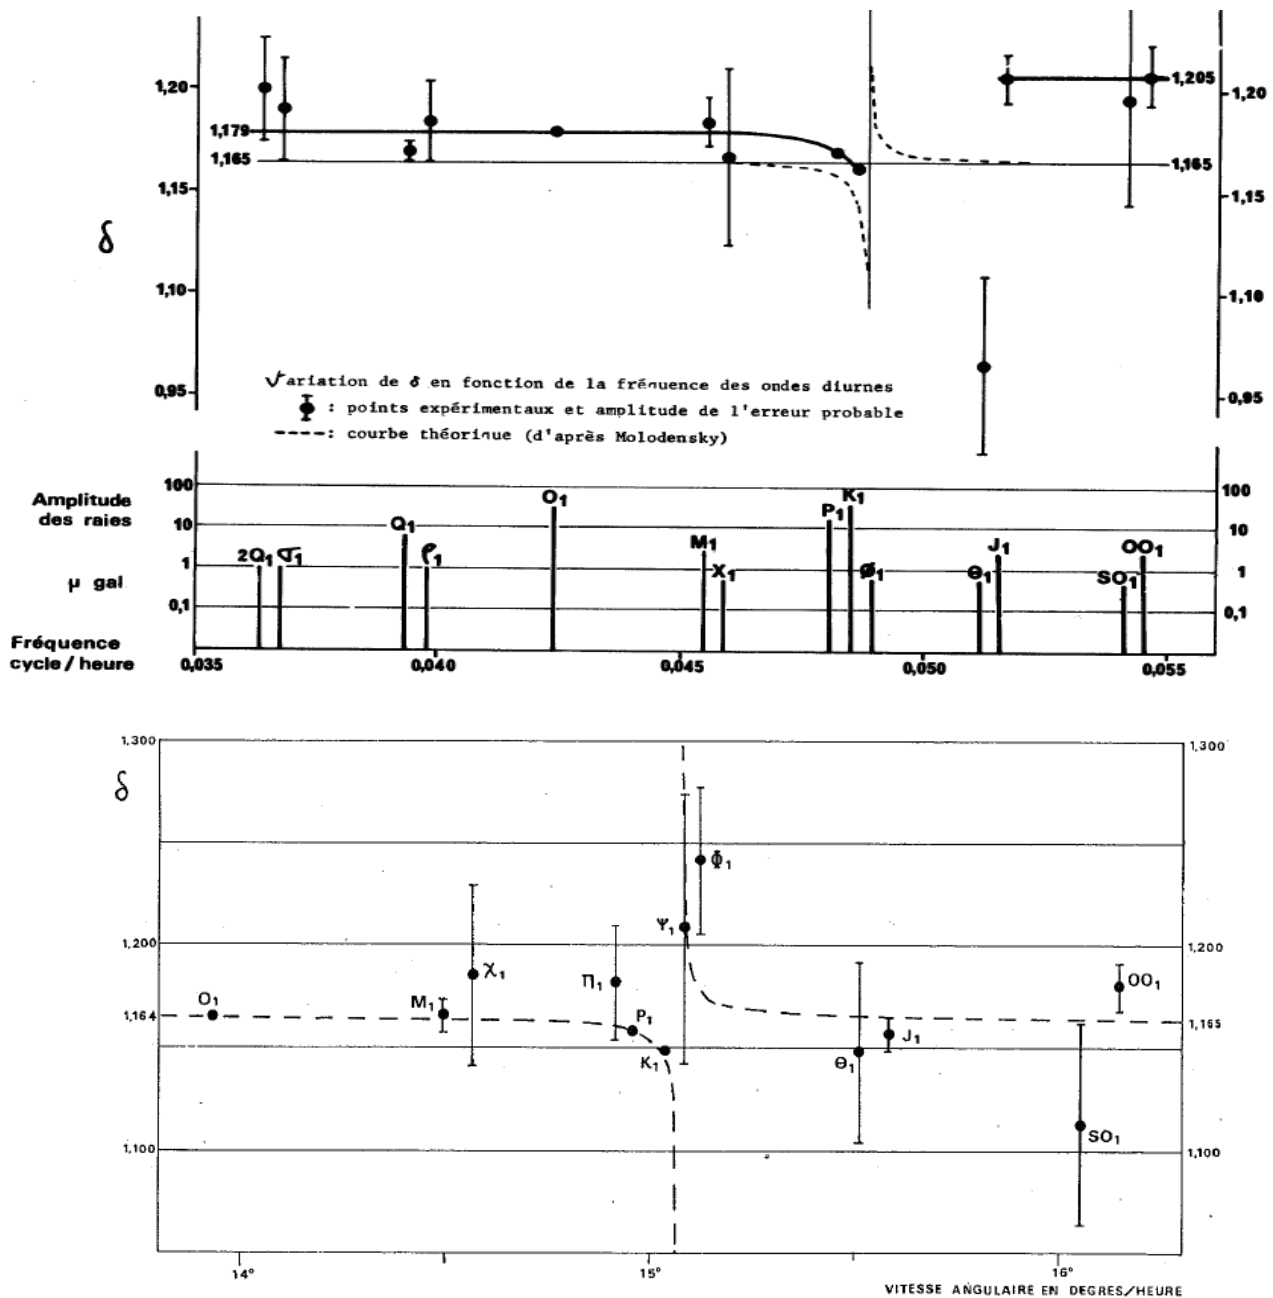 1,20
1,179
1,165
1,15
δ
1,10
0,95
1,205
1,20
1,165
1,15
1,10
0,95
Variation de δ en fonction de la fréquence des ondes diurnes
: points expérimentaux et amplitude de l'erreur probable
----: courbe théorique (d'après Molodensky)
Amplitude
des raies
µ gal
100
10
1
0,1
2Q1 σ1 Q1 ρ1 O1 M1 X1 P1 K1 Ø1 Θ1 J1 SO1 OO1
100
10
1
0,1
Fréquence
cycle/heure
0,035 0,040 0,045 0,050 0,055
1,300
δ
1,200
1,164
1,100
O1 M1 χ1 Π1 P1 K1 Ψ1 Φ1 Θ1 J1 SO1 OO1
1,300
1,200
1,165
1,100
14° 15° 16°
VITESSE ANGULAIRE EN DEGRES/HEURE